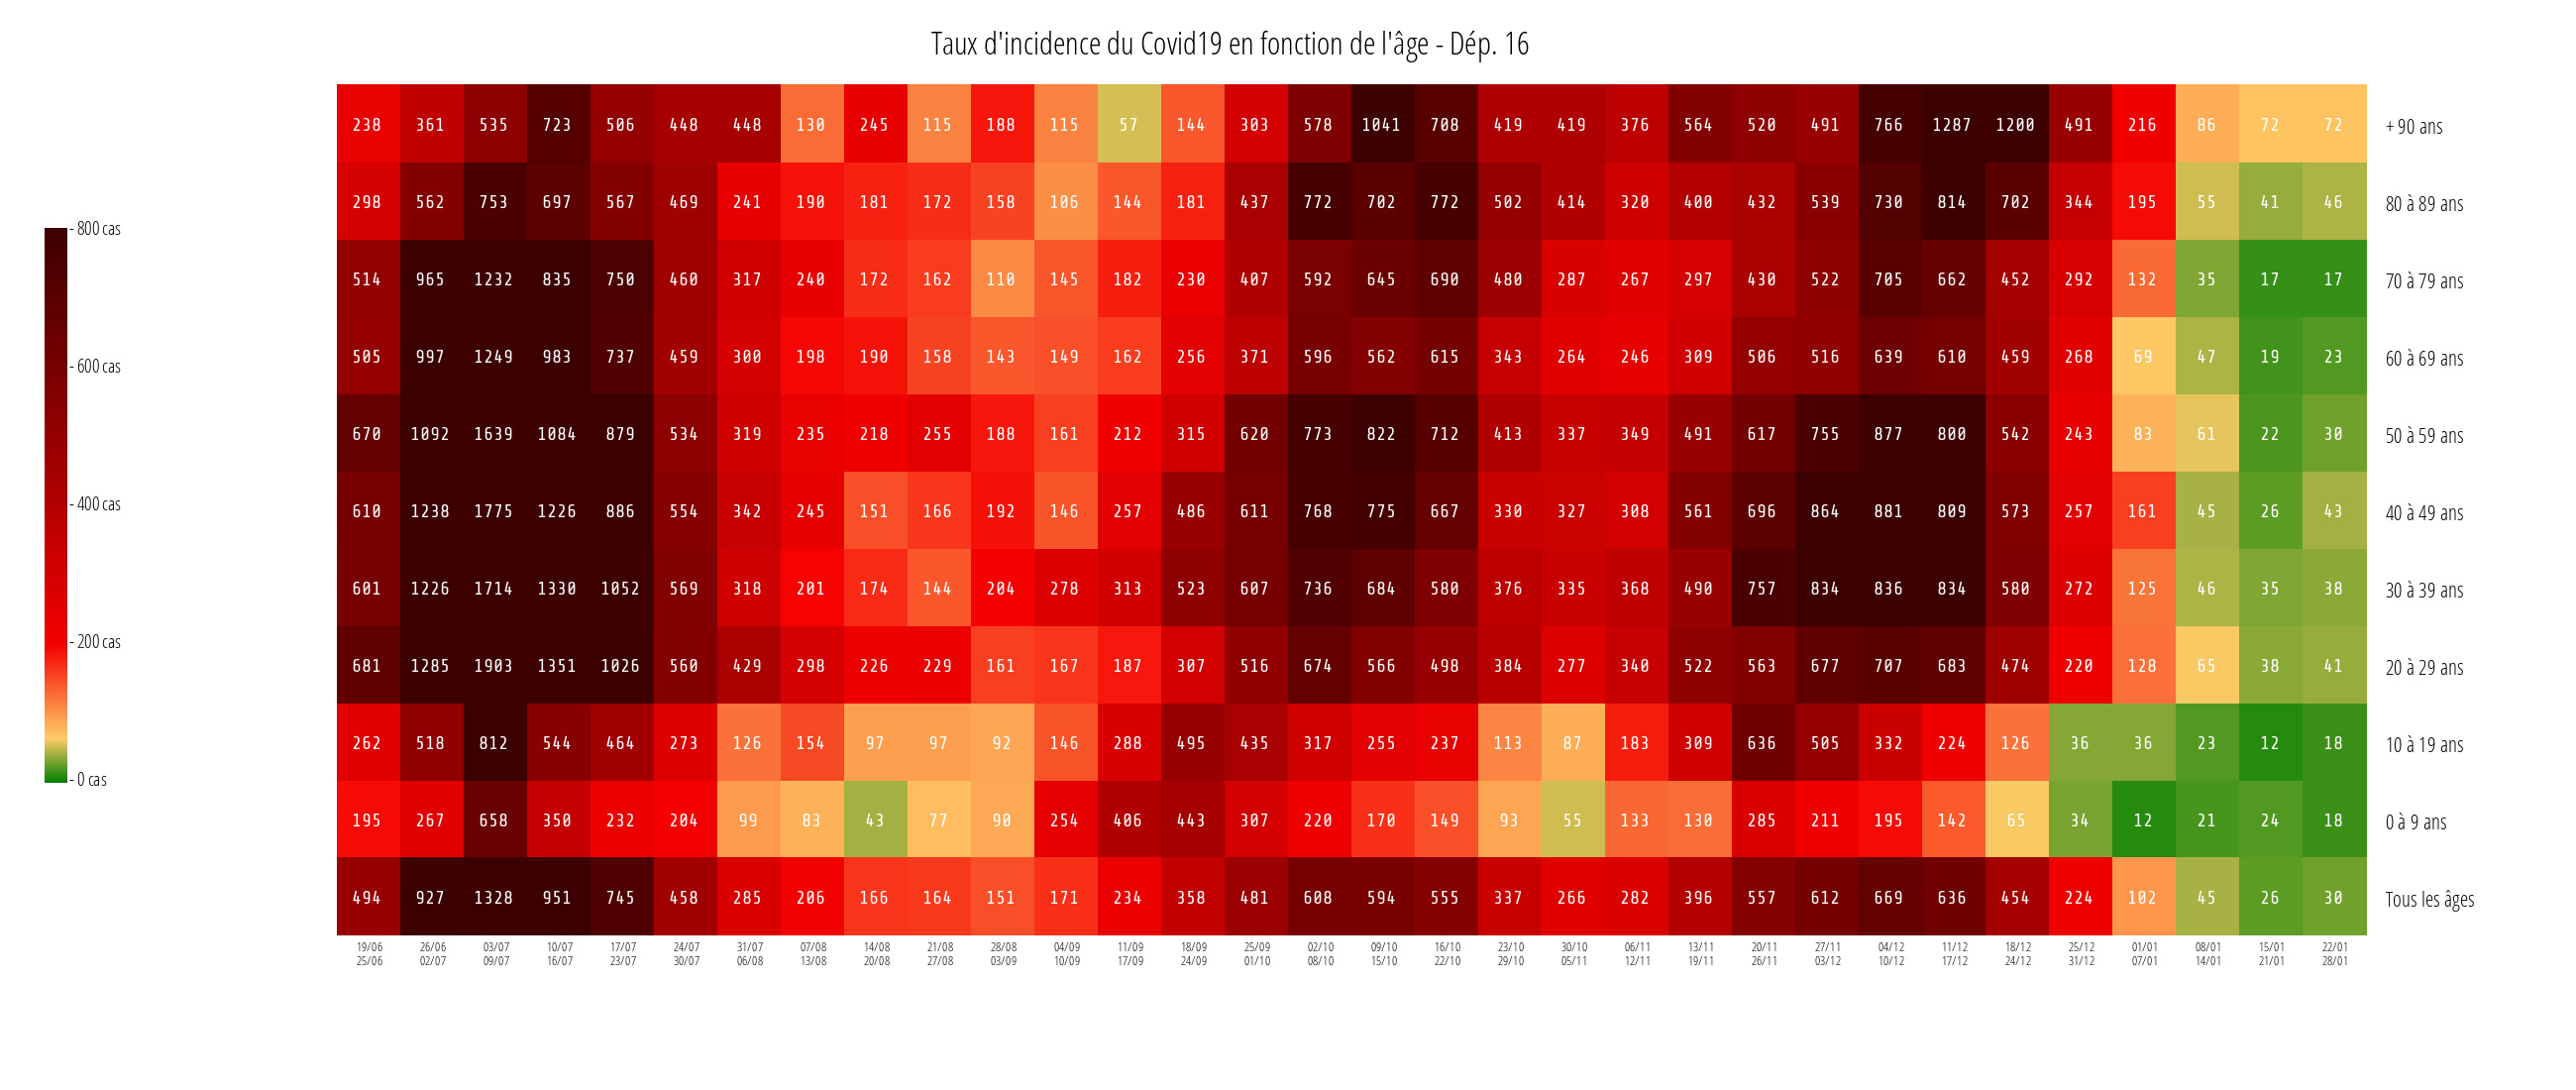 Taux d'incidence du Covid19 en fonction de l'âge - Dép. 16
238 361 535 723 506 448 448 130 245 115 188 115 57 144 303 578 1041 708 419 419 376 564 520 491 766 1287 1200 491 216 86 72 72 + 90 ans
298 562 753 697 567 469 241 190 181 172 158 106 144 181 437 772 702 772 502 414 320 400 432 539 730 814 702 344 195 55 41 46 80 à 89 ans
- 800 cas
514 965 1232 835 750 460 317 240 172 162 110 145 182 230 407 592 645 690 480 287 267 297 430 522 705 662 452 292 132 35 17 17 70 à 79 ans
505 997 1249 983 737 459 300 198 190 158 143 149 162 256 371 596 562 615 343 264 246 309 506 516 639 610 459 268 69 47 19 23 60 à 69 ans
- 600 cas
670 1092 1639 1084 879 534 319 235 218 255 188 161 212 315 620 773 822 712 413 337 349 491 617 755 877 800 542 243 83 61 22 30 50 à 59 ans
- 400 cas
610 1238 1775 1226 886 554 342 245 151 166 192 146 257 486 611 768 775 667 330 327 308 561 696 864 881 809 573 257 161 45 26 43 40 à 49 ans
601 1226 1714 1330 1052 569 318 201 174 144 204 278 313 523 607 736 684 580 376 335 368 490 757 834 836 834 580 272 125 46 35 38 30 à 39 ans
- 200 cas
681 1285 1903 1351 1026 560 429 298 226 229 161 167 187 307 516 674 566 498 384 277 340 522 563 677 707 683 474 220 128 65 38 41 20 à 29 ans
262 518 812 544 464 273 126 154 97 97 92 146 288 495 435 317 255 237 113 87 183 309 636 505 332 224 126 36 36 23 12 18 10 à 19 ans
- 0 cas
195 267 658 350 232 204 99 83 43 77 90 254 406 443 307 220 170 149 93 55 133 130 285 211 195 142 65 34 12 21 24 18 0 à 9 ans
494 927 1328 951 745 458 285 206 166 164 151 171 234 358 481 608 594 555 337 266 282 396 557 612 669 636 454 224 102 45 26 30 Tous les âges
19/06 26/06 03/07 10/07 17/07 24/07 31/07 07/08 14/08 21/08 28/08 04/09 11/09 18/09 25/09 02/10 09/10 16/10 23/10 30/10 06/11 13/11 20/11 27/11 04/12 11/12 18/12 25/12 01/01 08/01 15/01 22/01
25/06 02/07 09/07 16/07 23/07 30/07 06/08 13/08 20/08 27/08 03/09 10/09 17/09 24/09 01/10 08/10 15/10 22/10 29/10 05/11 12/11 19/11 26/11 03/12 10/12 17/12 24/12 31/12 07/01 14/01 21/01 28/01